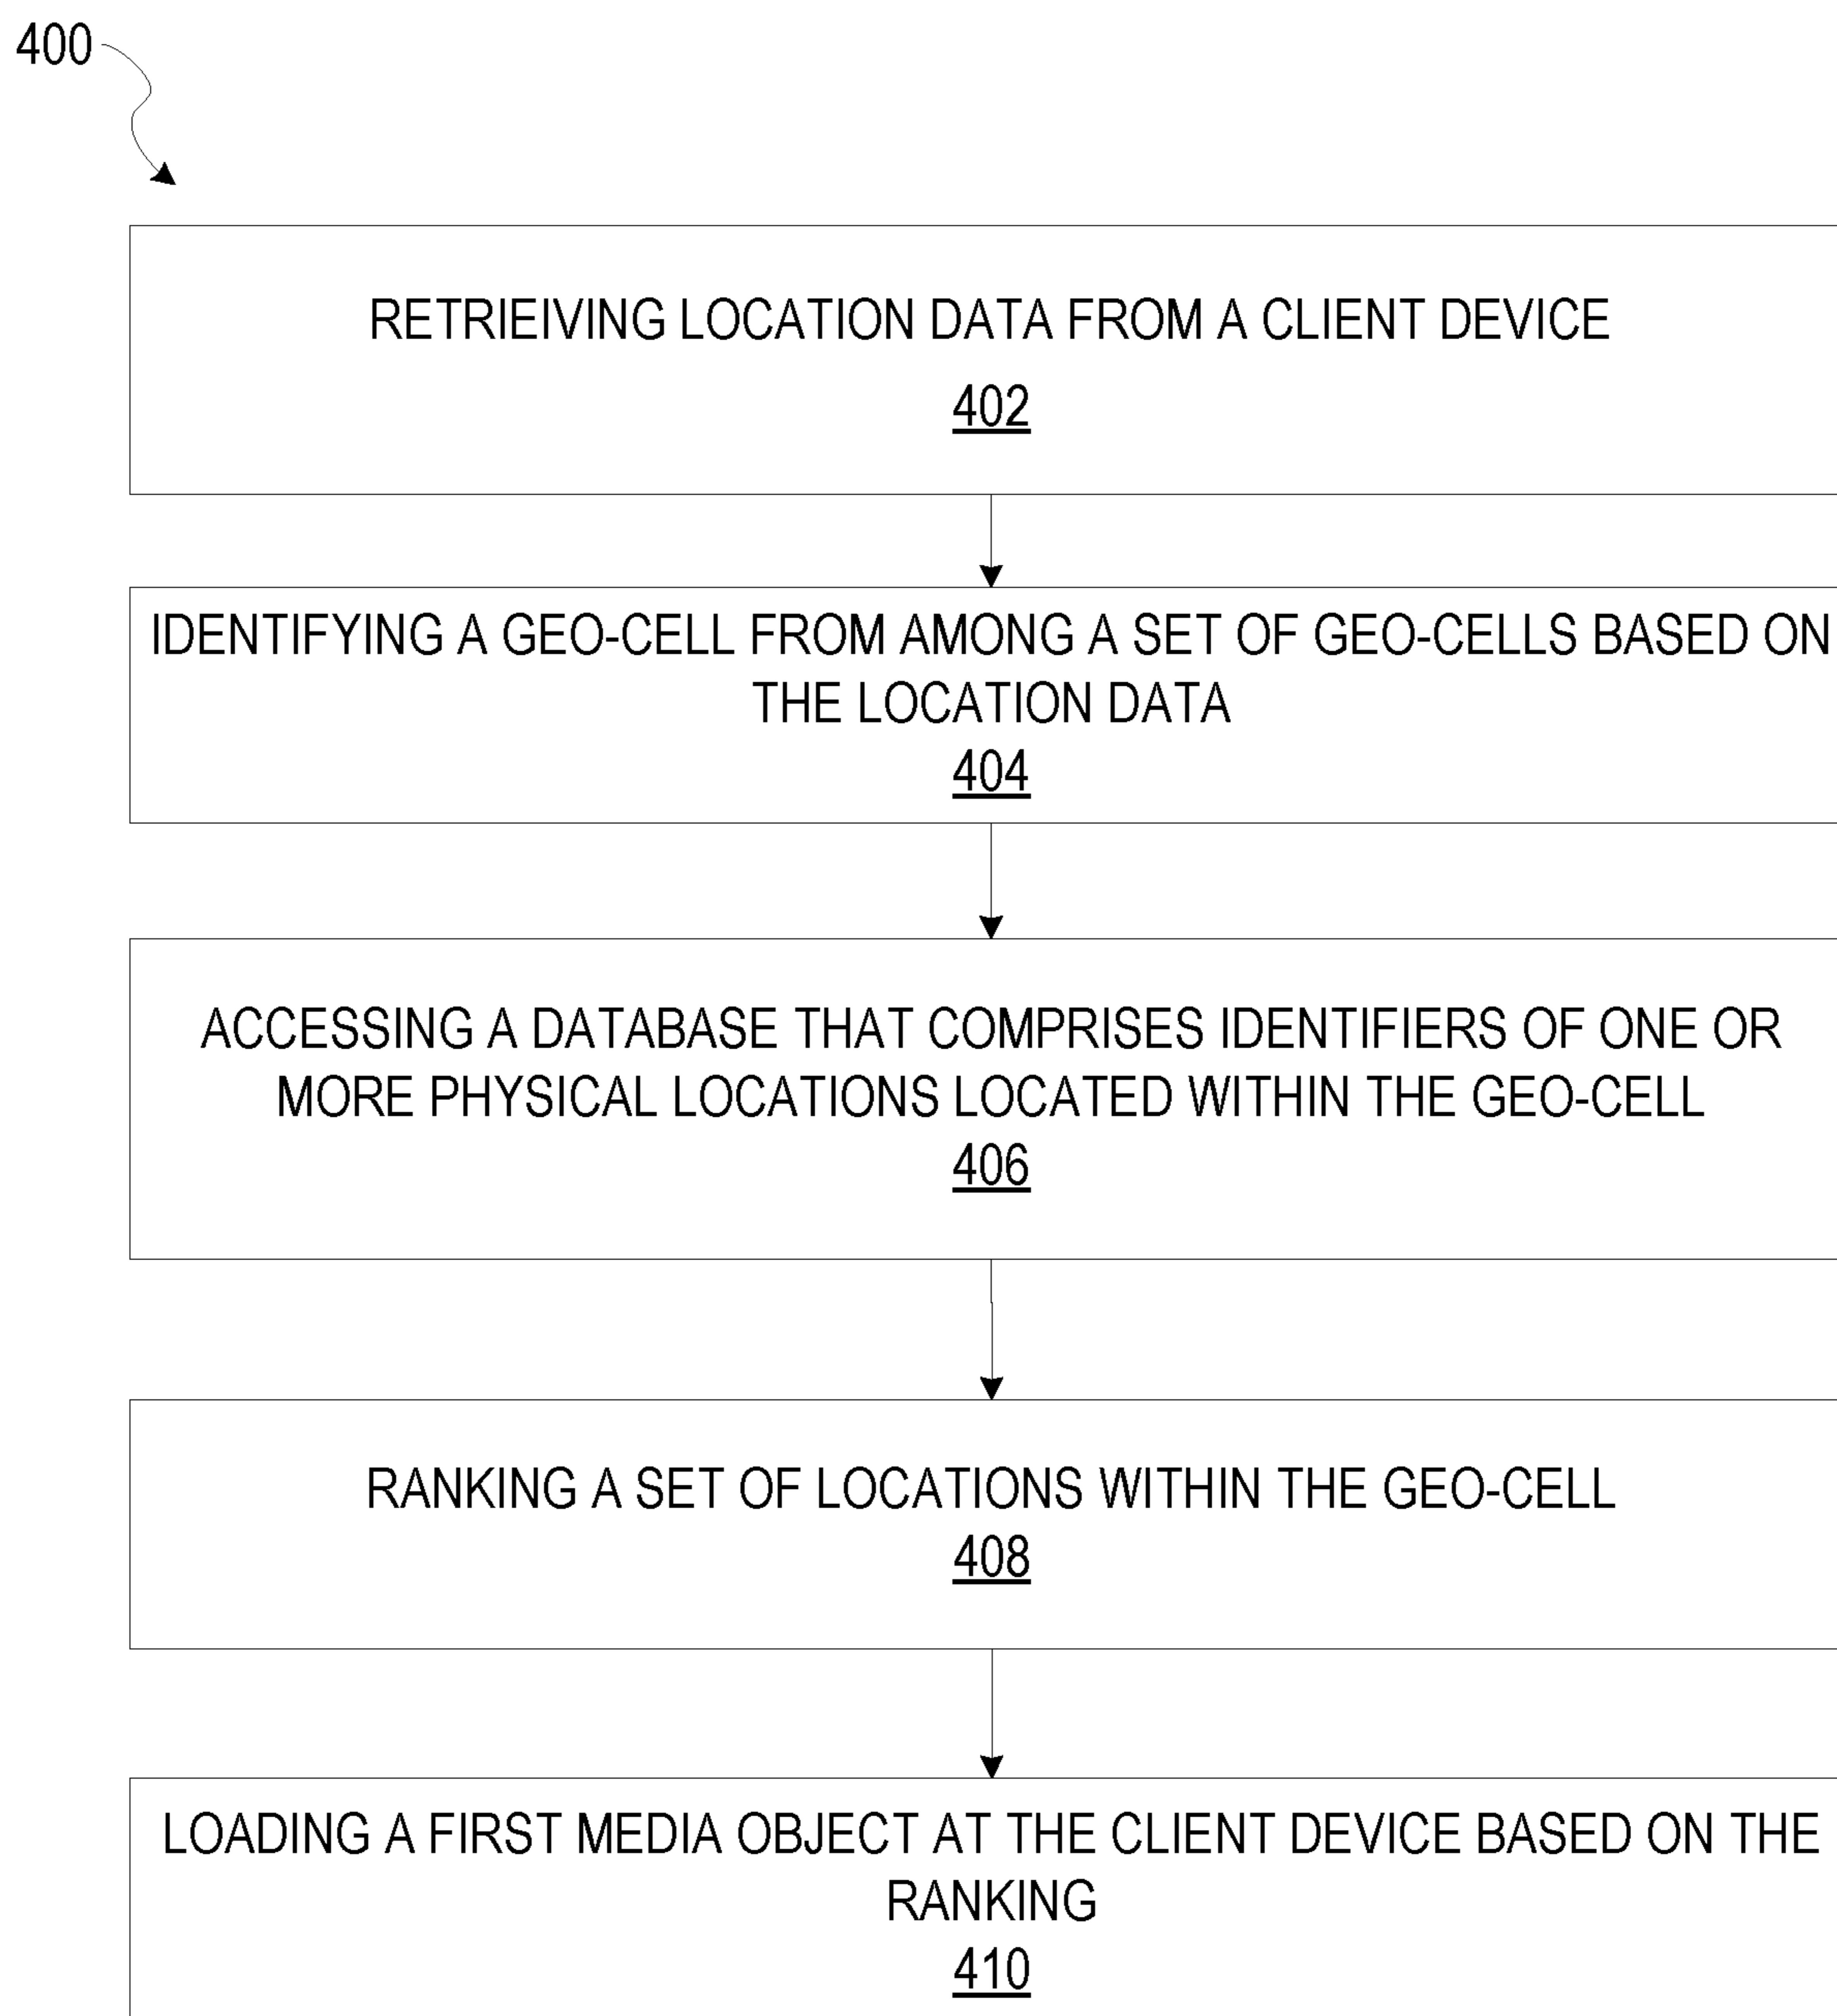 400
RETRIEIVING LOCATION DATA FROM A CLIENT DEVICE
402
IDENTIFYING A GEO-CELL FROM AMONG A SET OF GEO-CELLS BASED ON
THE LOCATION DATA
404
ACCESSING A DATABASE THAT COMPRISES IDENTIFIERS OF ONE OR
MORE PHYSICAL LOCATIONS LOCATED WITHIN THE GEO-CELL
406
RANKING A SET OF LOCATIONS WITHIN THE GEO-CELL
408
LOADING A FIRST MEDIA OBJECT AT THE CLIENT DEVICE BASED ON THE
RANKING
410